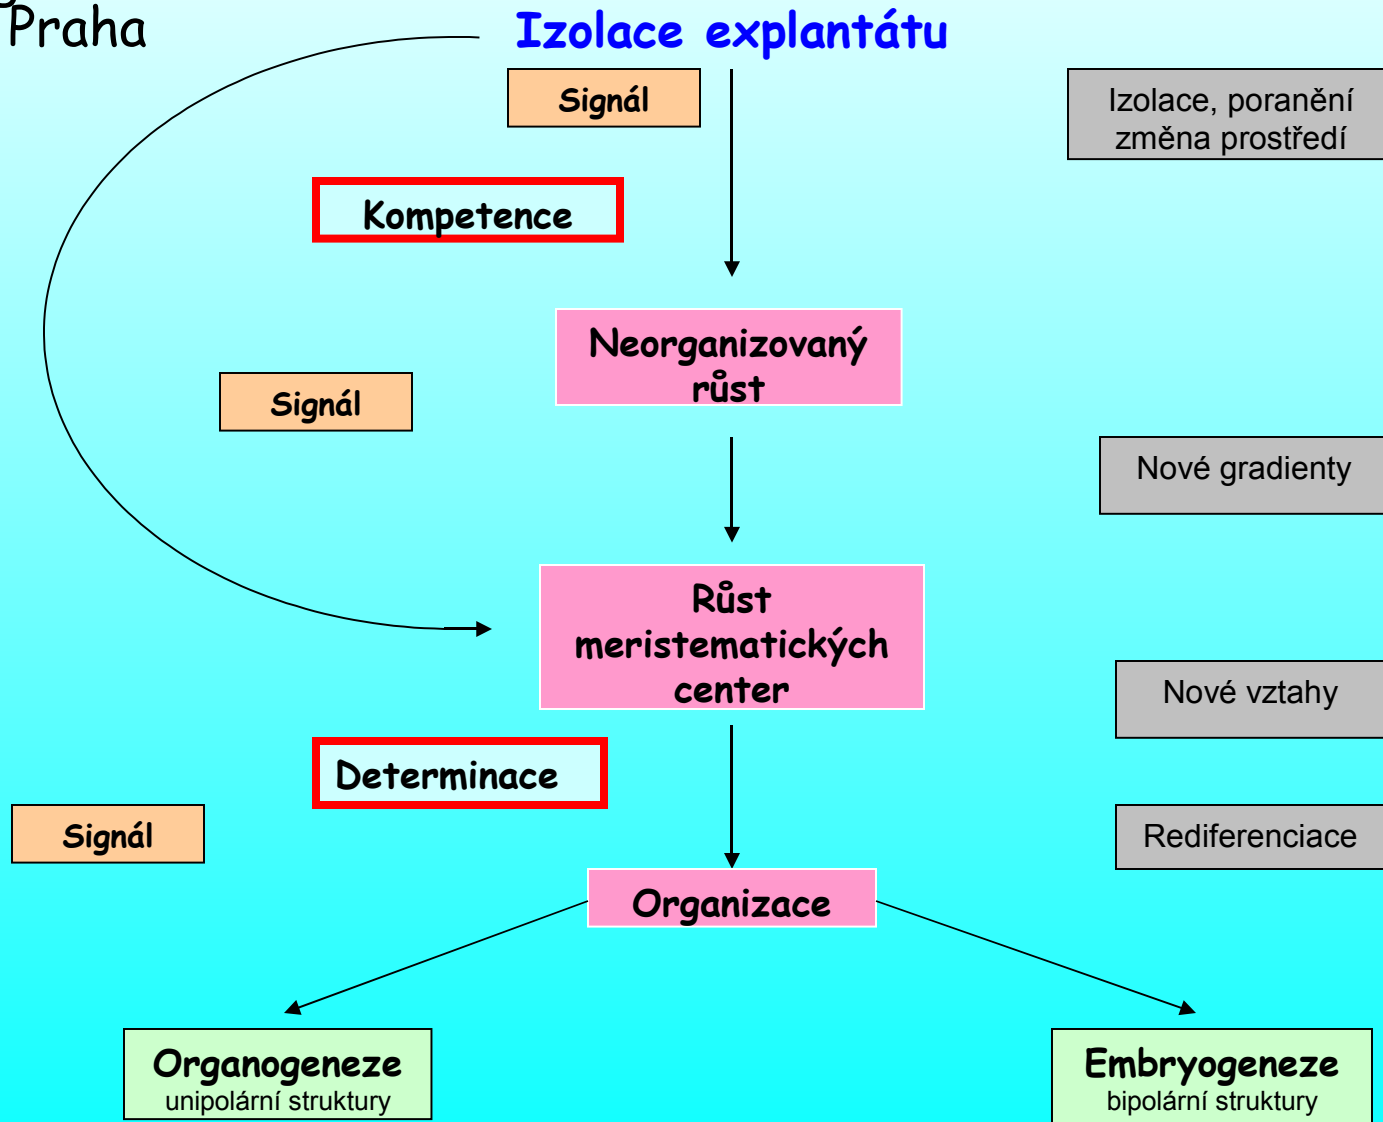 Praha
Izolace explantátu
Signál
Izolace, poranění
změna prostředí
Kompetence
Neorganizovaný
růst
Signál
Nové gradienty
Růst
meristematických
center
Nové vztahy
Determinace
Signál
Rediferenciace
Organizace
Organogeneze
unipolární struktury
Embryogeneze
bipolární struktury